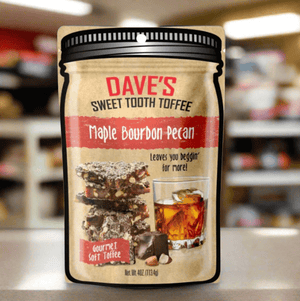 DAVE'S
SWEET TOOTH TOFFEE
Maple Bourbon Pecan
Leaves you beggin'
for more!
Gourmet
Soft Toffee
Net Wt 4OZ (113.4g)